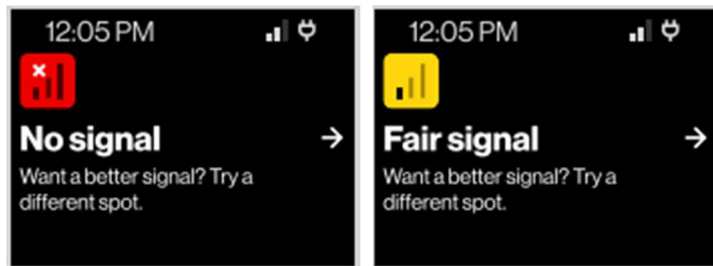 12:05 PM
No signal
Want a better signal? Try a
different spot.
12:05 PM
Fair signal
Want a better signal? Try a
different spot.